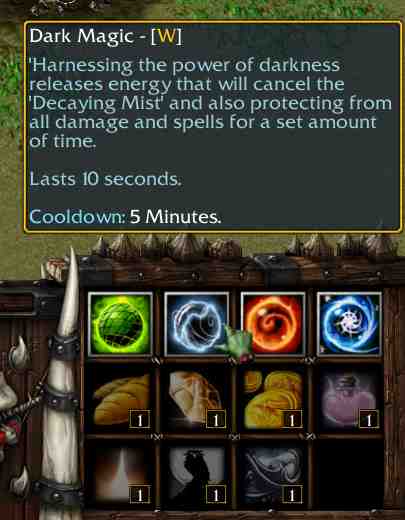 Dark Magic - [W]
'Harnessing the power of darkness
releases energy that will cancel the
'Decaying Mist' and also protecting from
all damage and spells for a set amount
of time.
Lasts 10 seconds.
Cooldown: 5 Minutes.
1 1 1 1
1 1 1